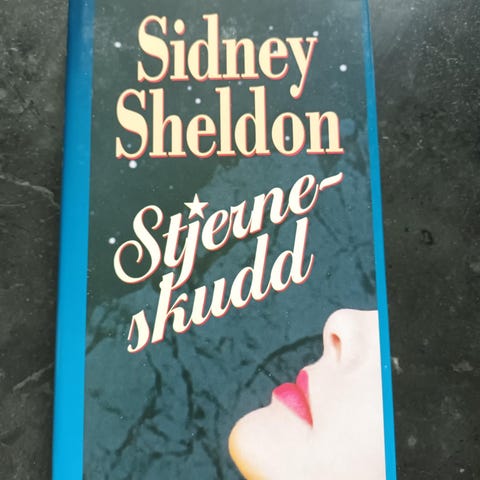 Sidney
Sheldon
Stjerne-
skudd